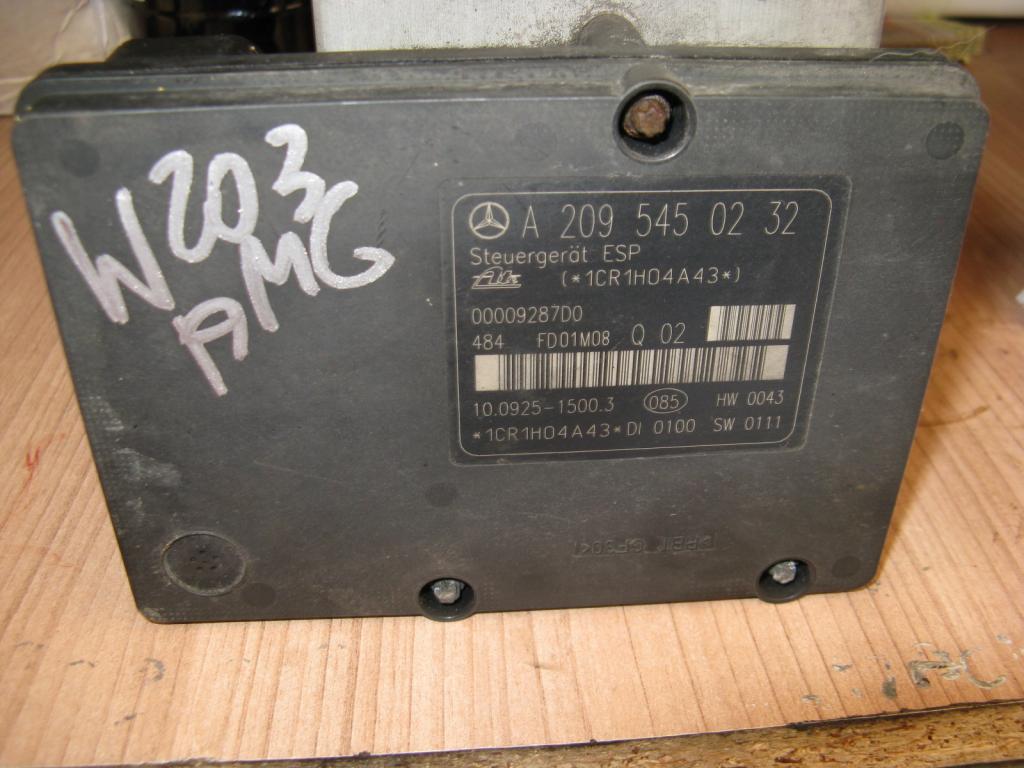 W203
AMG
A 209 545 02 32
Steuergerät ESP
Ate (*1CR1H04A43*)
00009287D0
484 FD01M08 Q 02
10.0925-1500.3 085 HW 0043
*1CR1H04A43*DI 0100 SW 0111